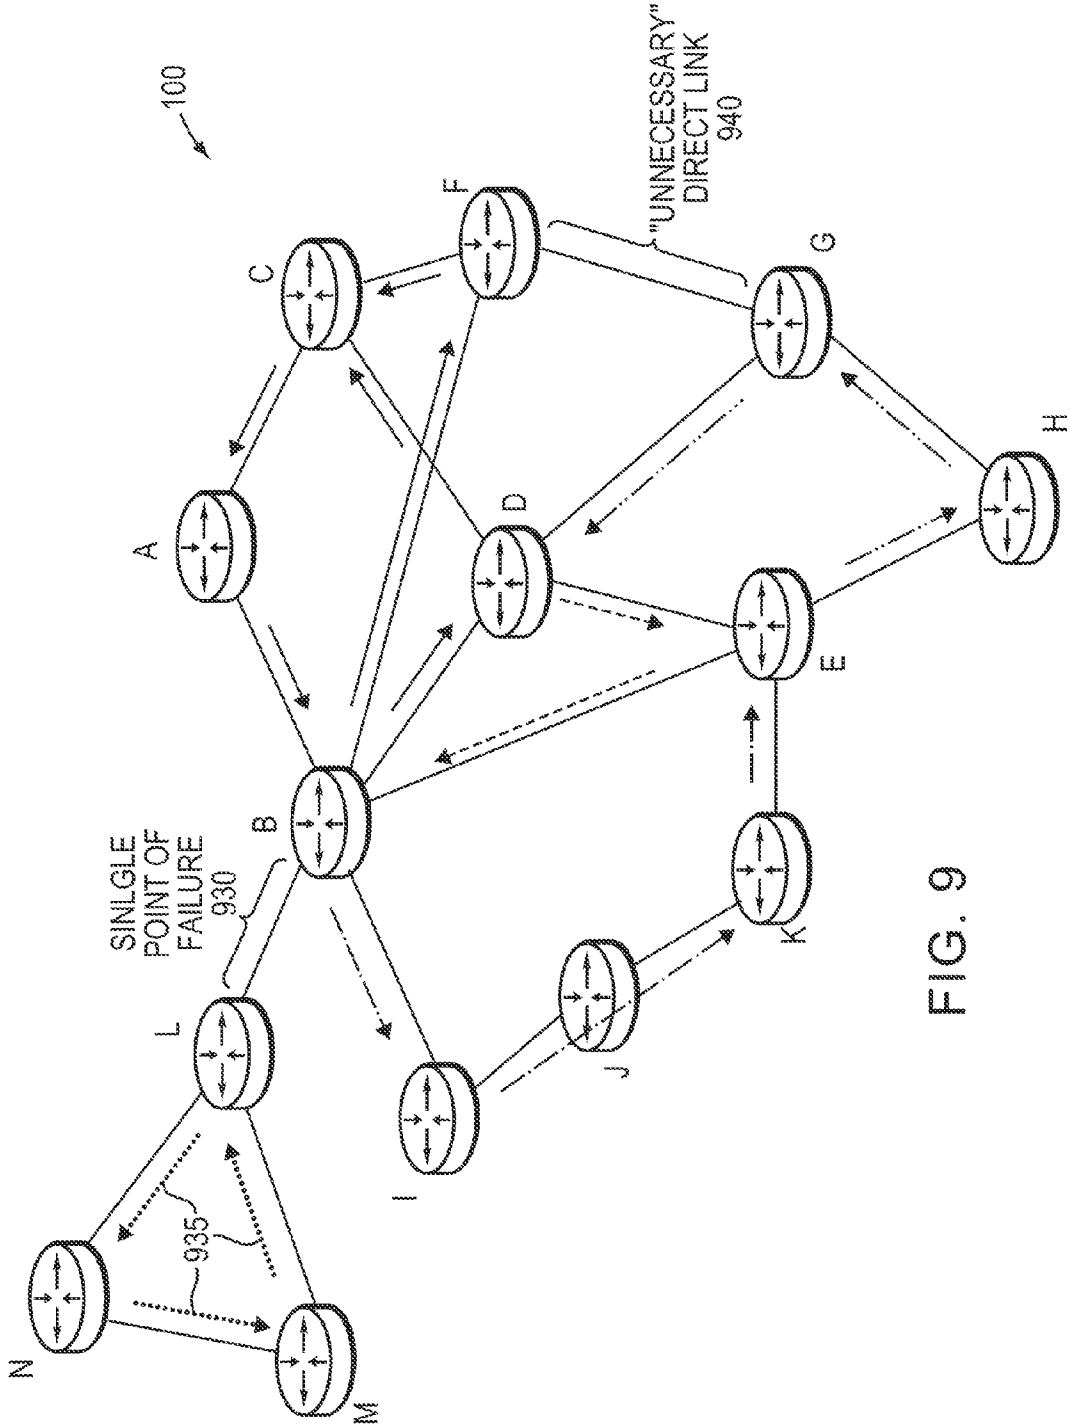 100
A
C
F
"UNNECESSARY"
DIRECT LINK
940
SINLGLE
POINT OF
FAILURE
930
B
D
G
L
N
935
M
I
J
K
E
H
FIG. 9